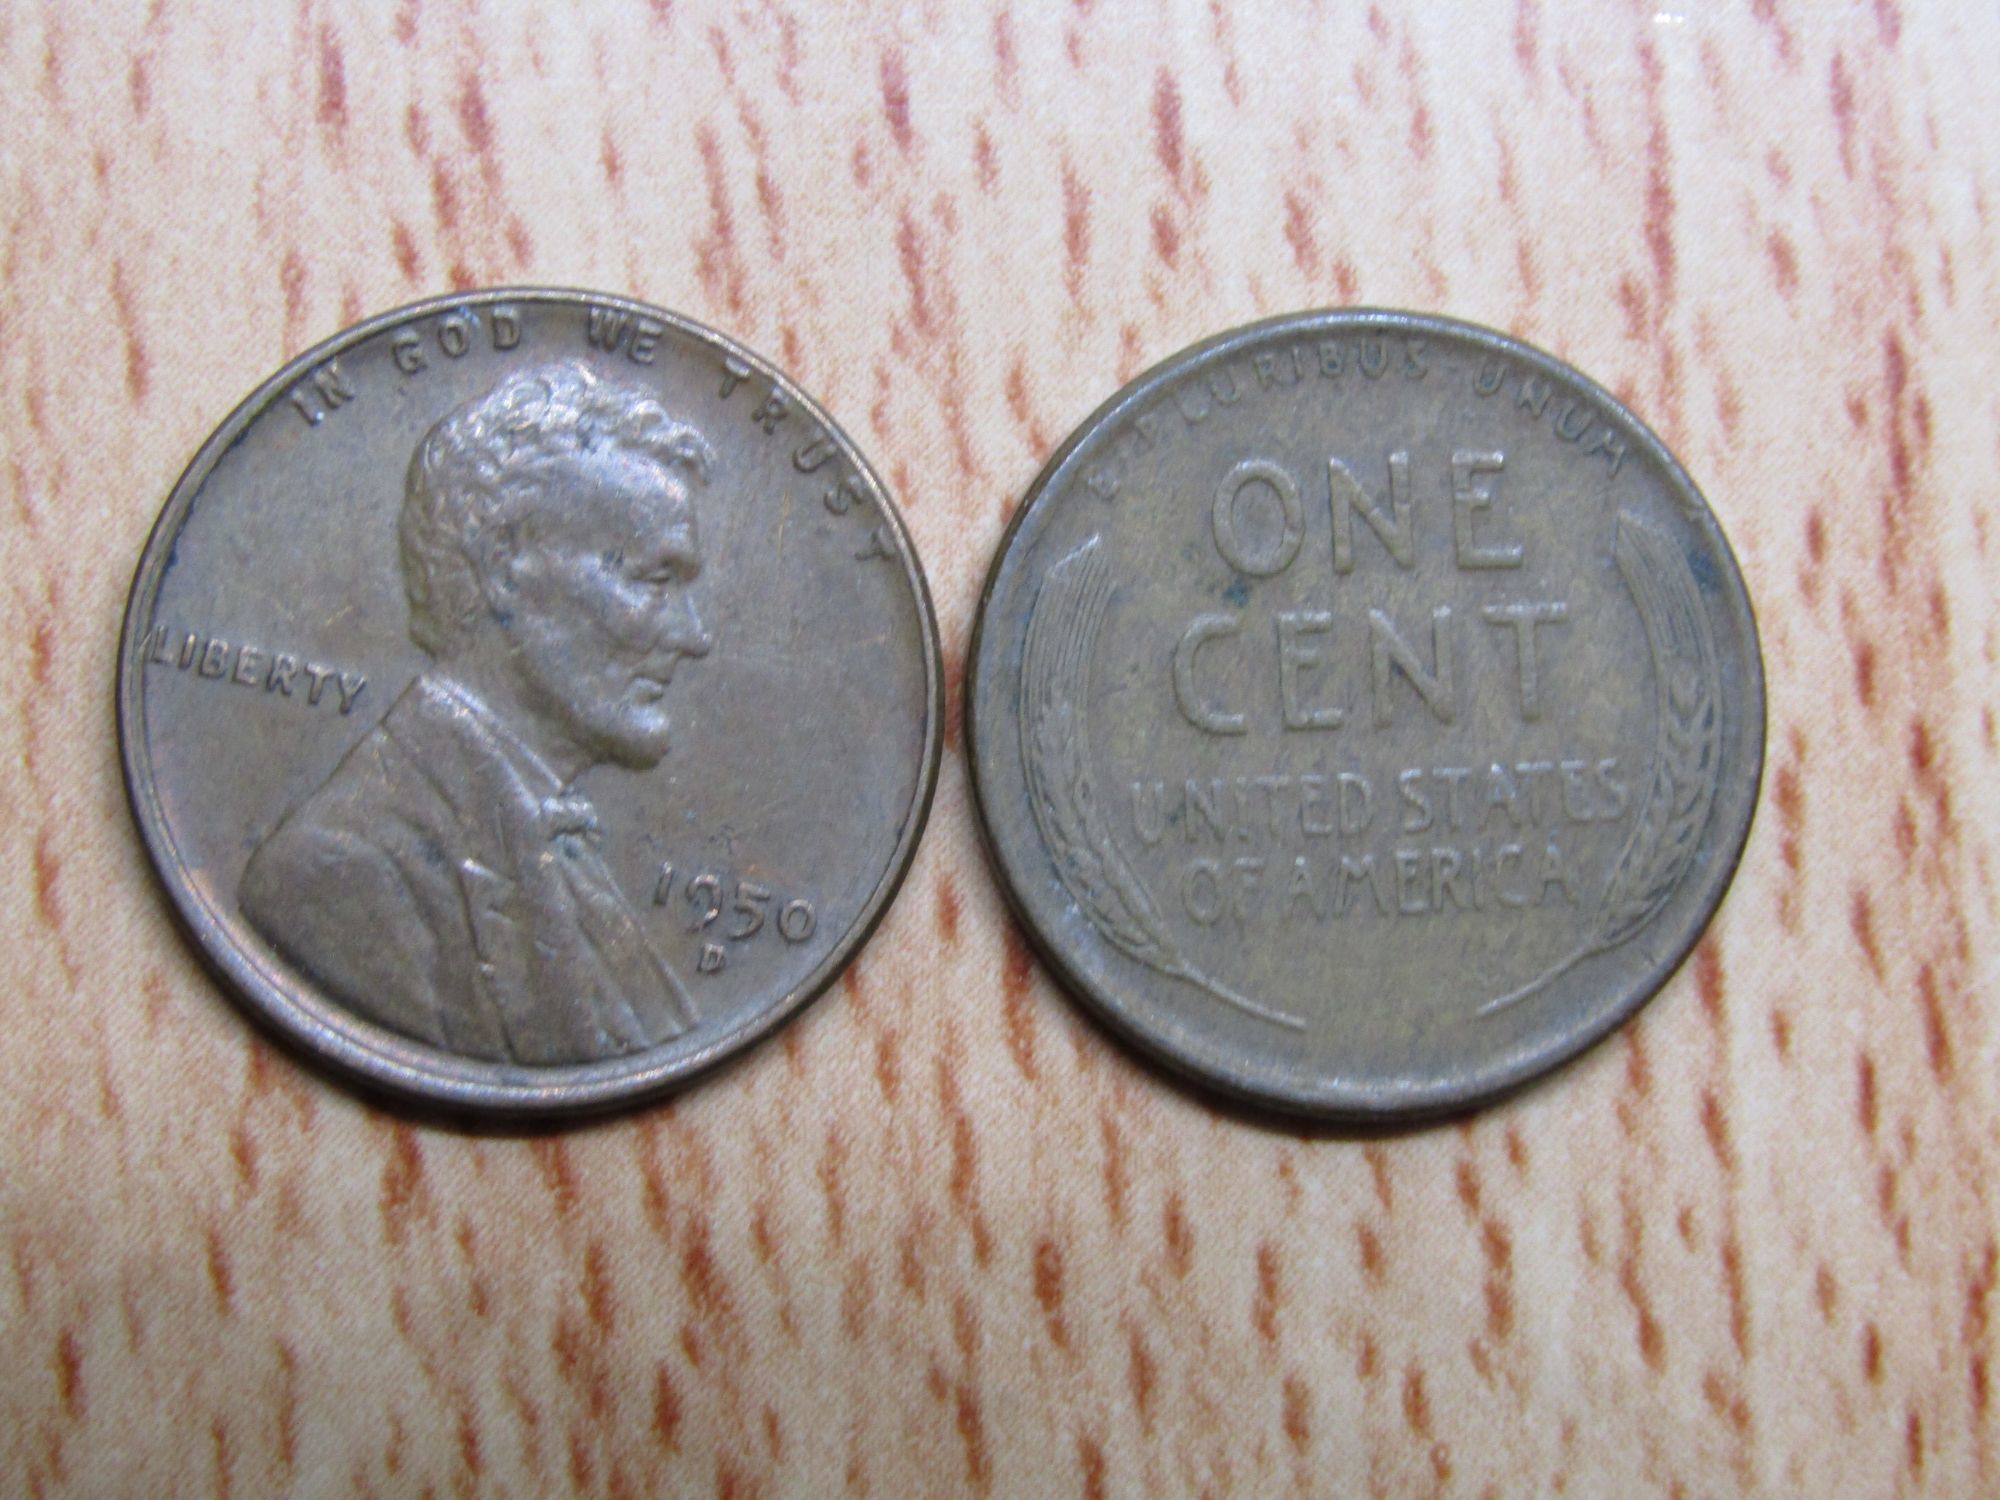 IN GOD WE TRUST
LIBERTY
1950
D
E·PLURIBUS·UNUM
ONE
CENT
UNITED STATES
OF AMERICA